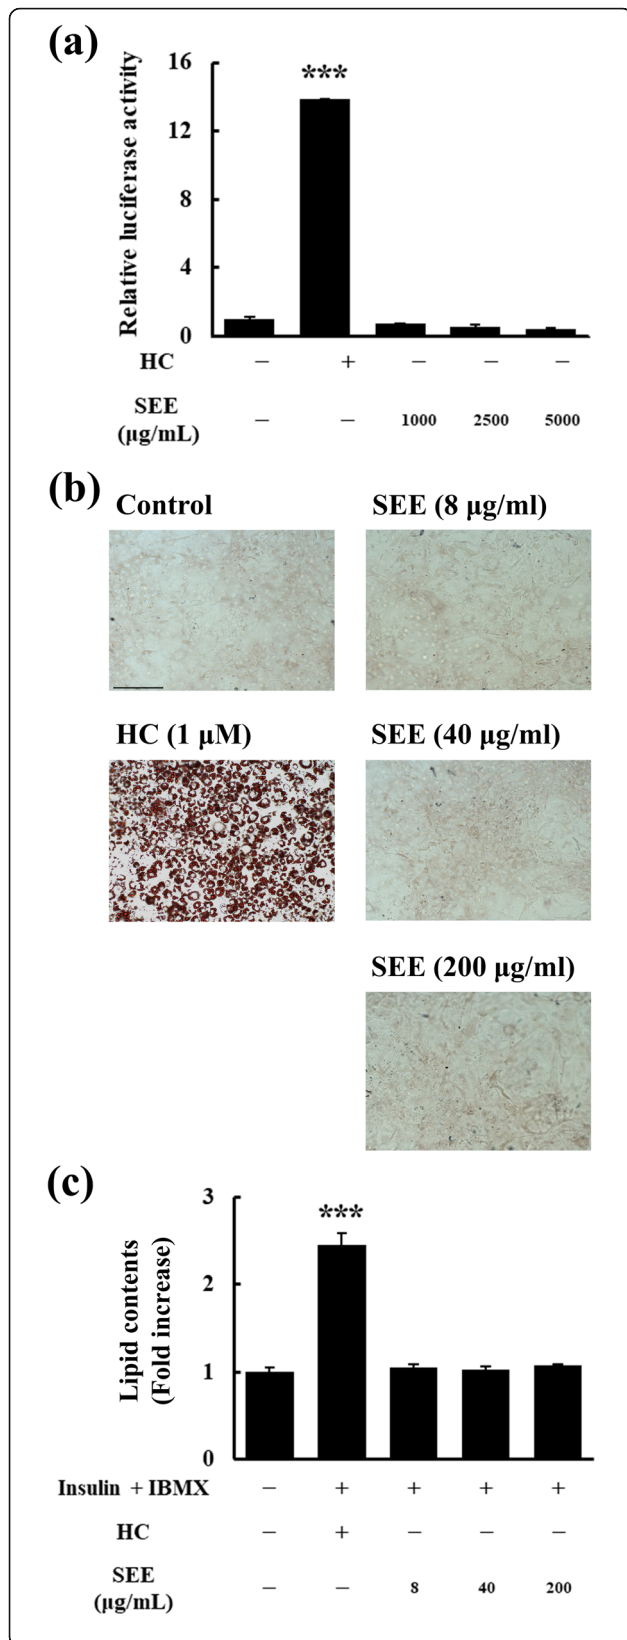 (a)
Relative luciferase activity
16
***
12
8
4
0
HC – + – – –
SEE
(μg/mL) – – 1000 2500 5000
(b)
Control SEE (8 μg/ml)
HC (1 μM) SEE (40 μg/ml)
SEE (200 μg/ml)
(c)
Lipid contents
(Fold increase)
3
***
2
1
0
Insulin + IBMX – + + + +
HC – + – – –
SEE
(μg/mL) – – 8 40 200